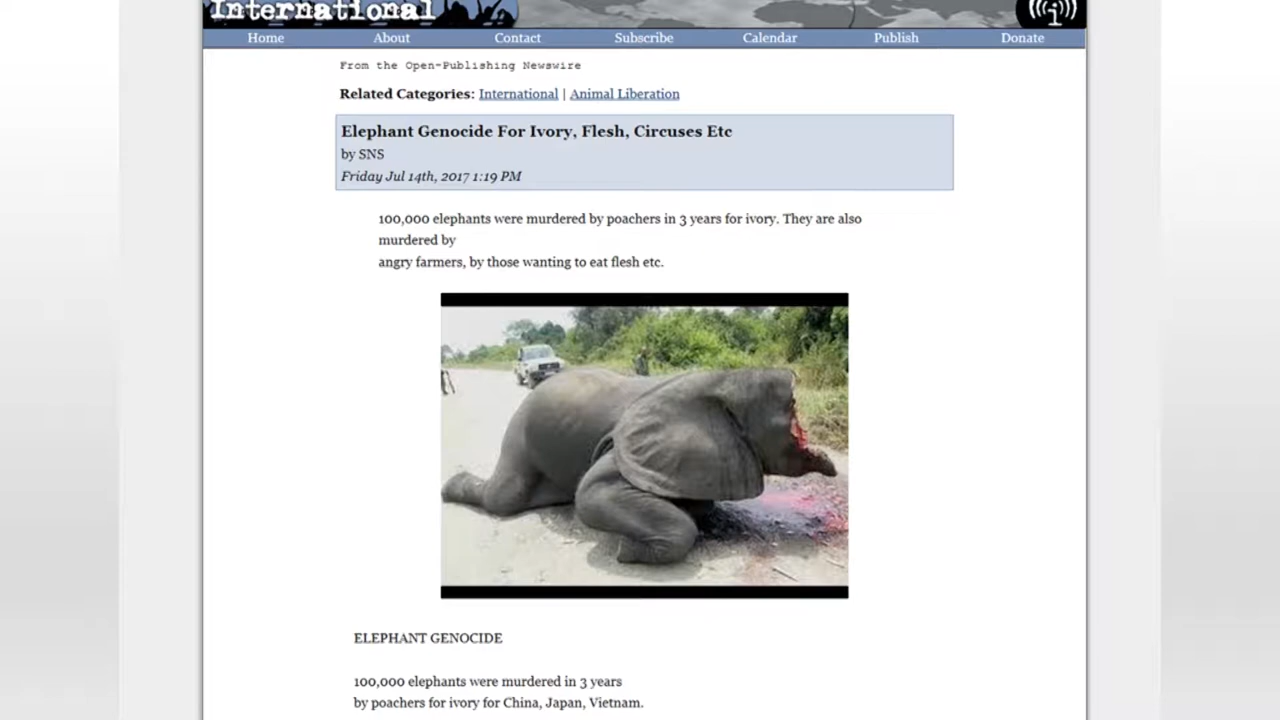 International
Home About Contact Subscribe Calendar Publish Donate
From the Open-Publishing Newswire
Related Categories: International | Animal Liberation
Elephant Genocide For Ivory, Flesh, Circuses Etc
by SNS
Friday Jul 14th, 2017 1:19 PM
100,000 elephants were murdered by poachers in 3 years for ivory. They are also
murdered by
angry farmers, by those wanting to eat flesh etc.
ELEPHANT GENOCIDE
100,000 elephants were murdered in 3 years
by poachers for ivory for China, Japan, Vietnam.